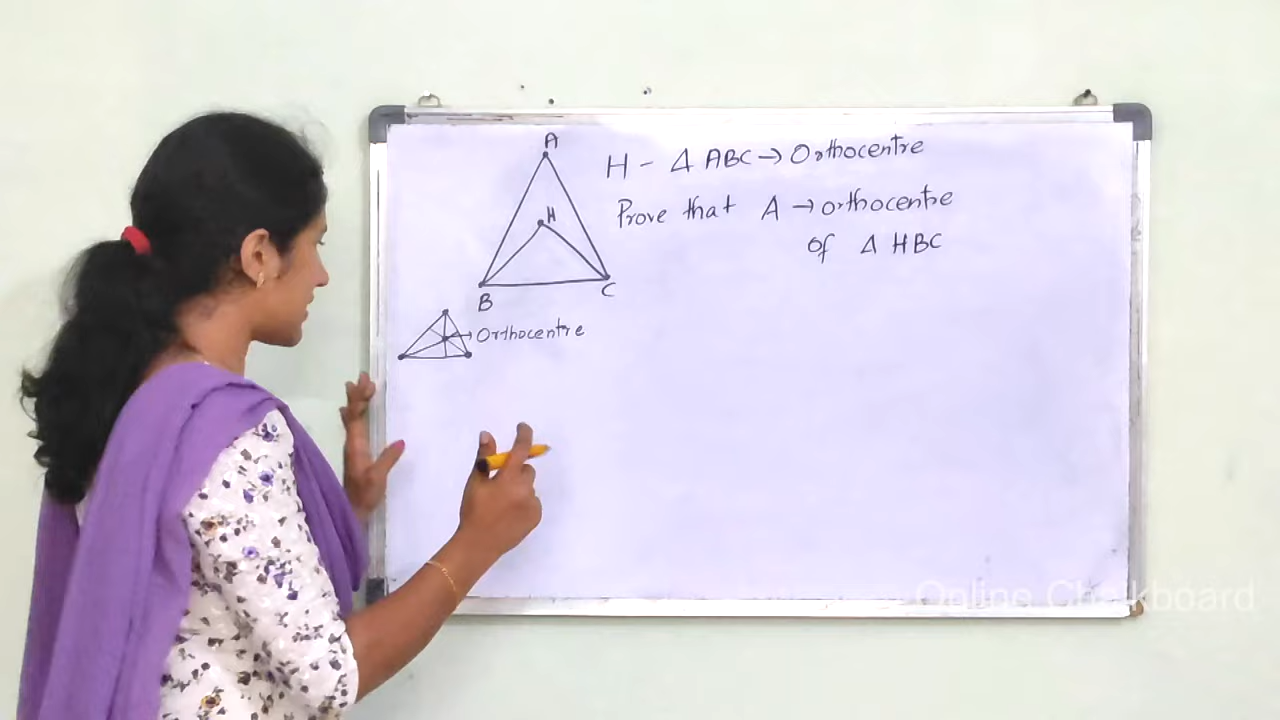 A
H - Δ ABC → Orthocentre
Prove that A → orthocentre
of Δ HBC
H
B
C
Orthocentre
Online Chalkboard